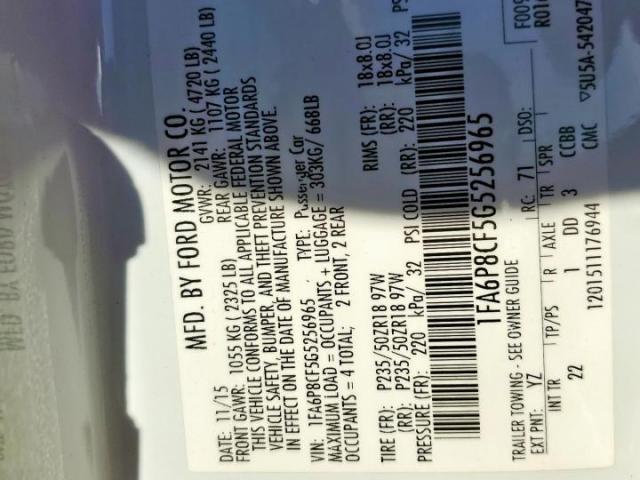 MFD. BY FORD MOTOR CO.
DATE: 11/15 GVWR: 2141 KG ( 4720 LB)
FRONT GAWR: 1055 KG ( 2325 LB) REAR GAWR: 1107 KG ( 2440 LB)
THIS VEHICLE CONFORMS TO ALL APPLICABLE FEDERAL MOTOR
VEHICLE SAFETY, BUMPER, AND THEFT PREVENTION STANDARDS
IN EFFECT ON THE DATE OF MANUFACTURE SHOWN ABOVE.
VIN: 1FA6P8CF5G5256965 TYPE: Passenger Car
MAXIMUM LOAD = OCCUPANTS + LUGGAGE = 303KG/ 668LB
OCCUPANTS = 4 TOTAL; 2 FRONT, 2 REAR
TIRE (FR): P235/50ZR18 97W RIMS (FR): 18x8.0J
(RR): P235/50ZR18 97W (RR): 18x8.0J
PRESSURE (FR): 220 kPa/ 32 PSI COLD (RR): 220 kPa/ 32 PS
1FA6P8CF5G5256965
F009
R01
TRAILER TOWING - SEE OWNER GUIDE
EXT PNT: YZ RC: 71 DSO:
INT TR TP/PS R AXLE TR SPR
22 1 DD 3 CCBB
1201511176944 CMC ▽5U5A-542047